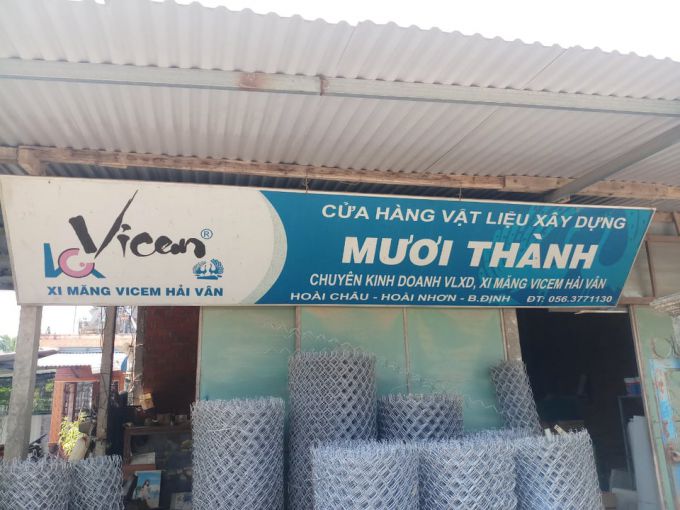 Vicem®
XI MĂNG VICEM HẢI VÂN
CỬA HÀNG VẬT LIỆU XÂY DỰNG
MƯƠI THÀNH
CHUYÊN KINH DOANH VLXD, XI MĂNG VICEM HẢI VÂN
HOÀI CHÂU - HOÀI NHƠN - B.ĐỊNH ĐT: 056.3771130